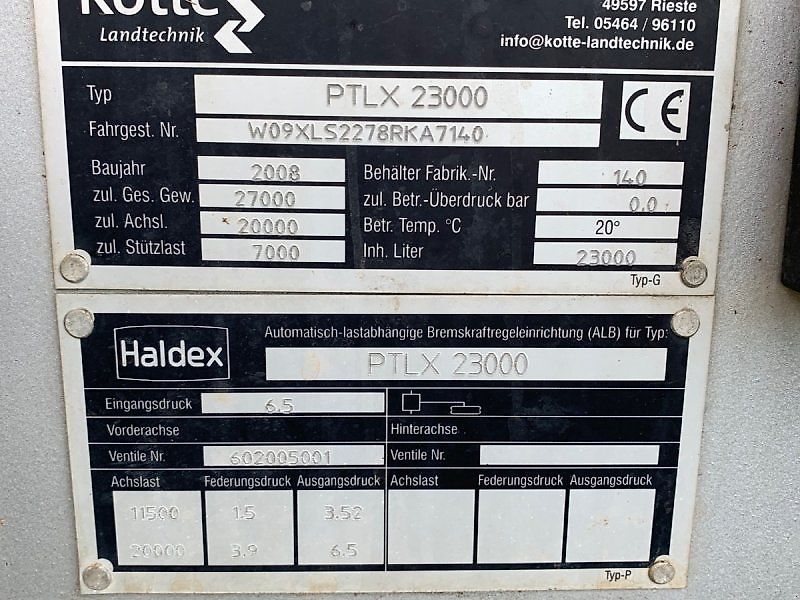 Kotte
Landtechnik
49597 Rieste
Tel. 05464 / 96110
info@kotte-landtechnik.de
Typ PTLX 23000
Fahrgest. Nr. W09XLS2278RKA7140
CE
Baujahr 2008
zul. Ges. Gew. 27000
zul. Achsl. 20000
zul. Stützlast 7000
Behälter Fabrik.-Nr. 140
zul. Betr.-Überdruck bar 0.0
Betr. Temp. °C 20°
Inh. Liter 23000
Typ-G
Haldex
Automatisch-lastabhängige Bremskraftregeleinrichtung (ALB) für Typ:
PTLX 23000
Eingangsdruck 6.5
Vorderachse Hinterachse
Ventile Nr. 602005001 Ventile Nr.
Achslast Federungsdruck Ausgangsdruck Achslast Federungsdruck Ausgangsdruck
11500 1.5 3.52
20000 3.9 6.5
Typ-P